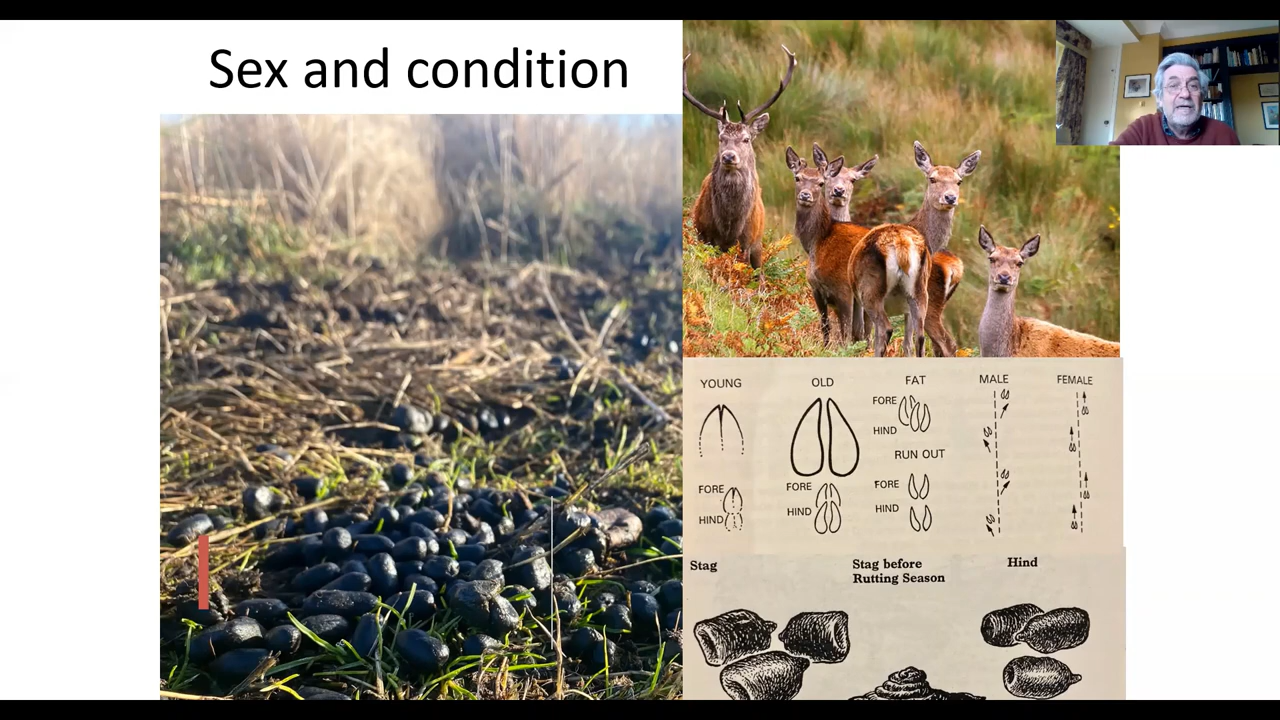 Sex and condition
YOUNG
OLD
FAT
MALE
FEMALE
FORE
HIND
RUN OUT
FORE
HIND
FORE
HIND
FORE
HIND
Stag
Stag before
Rutting Season
Hind